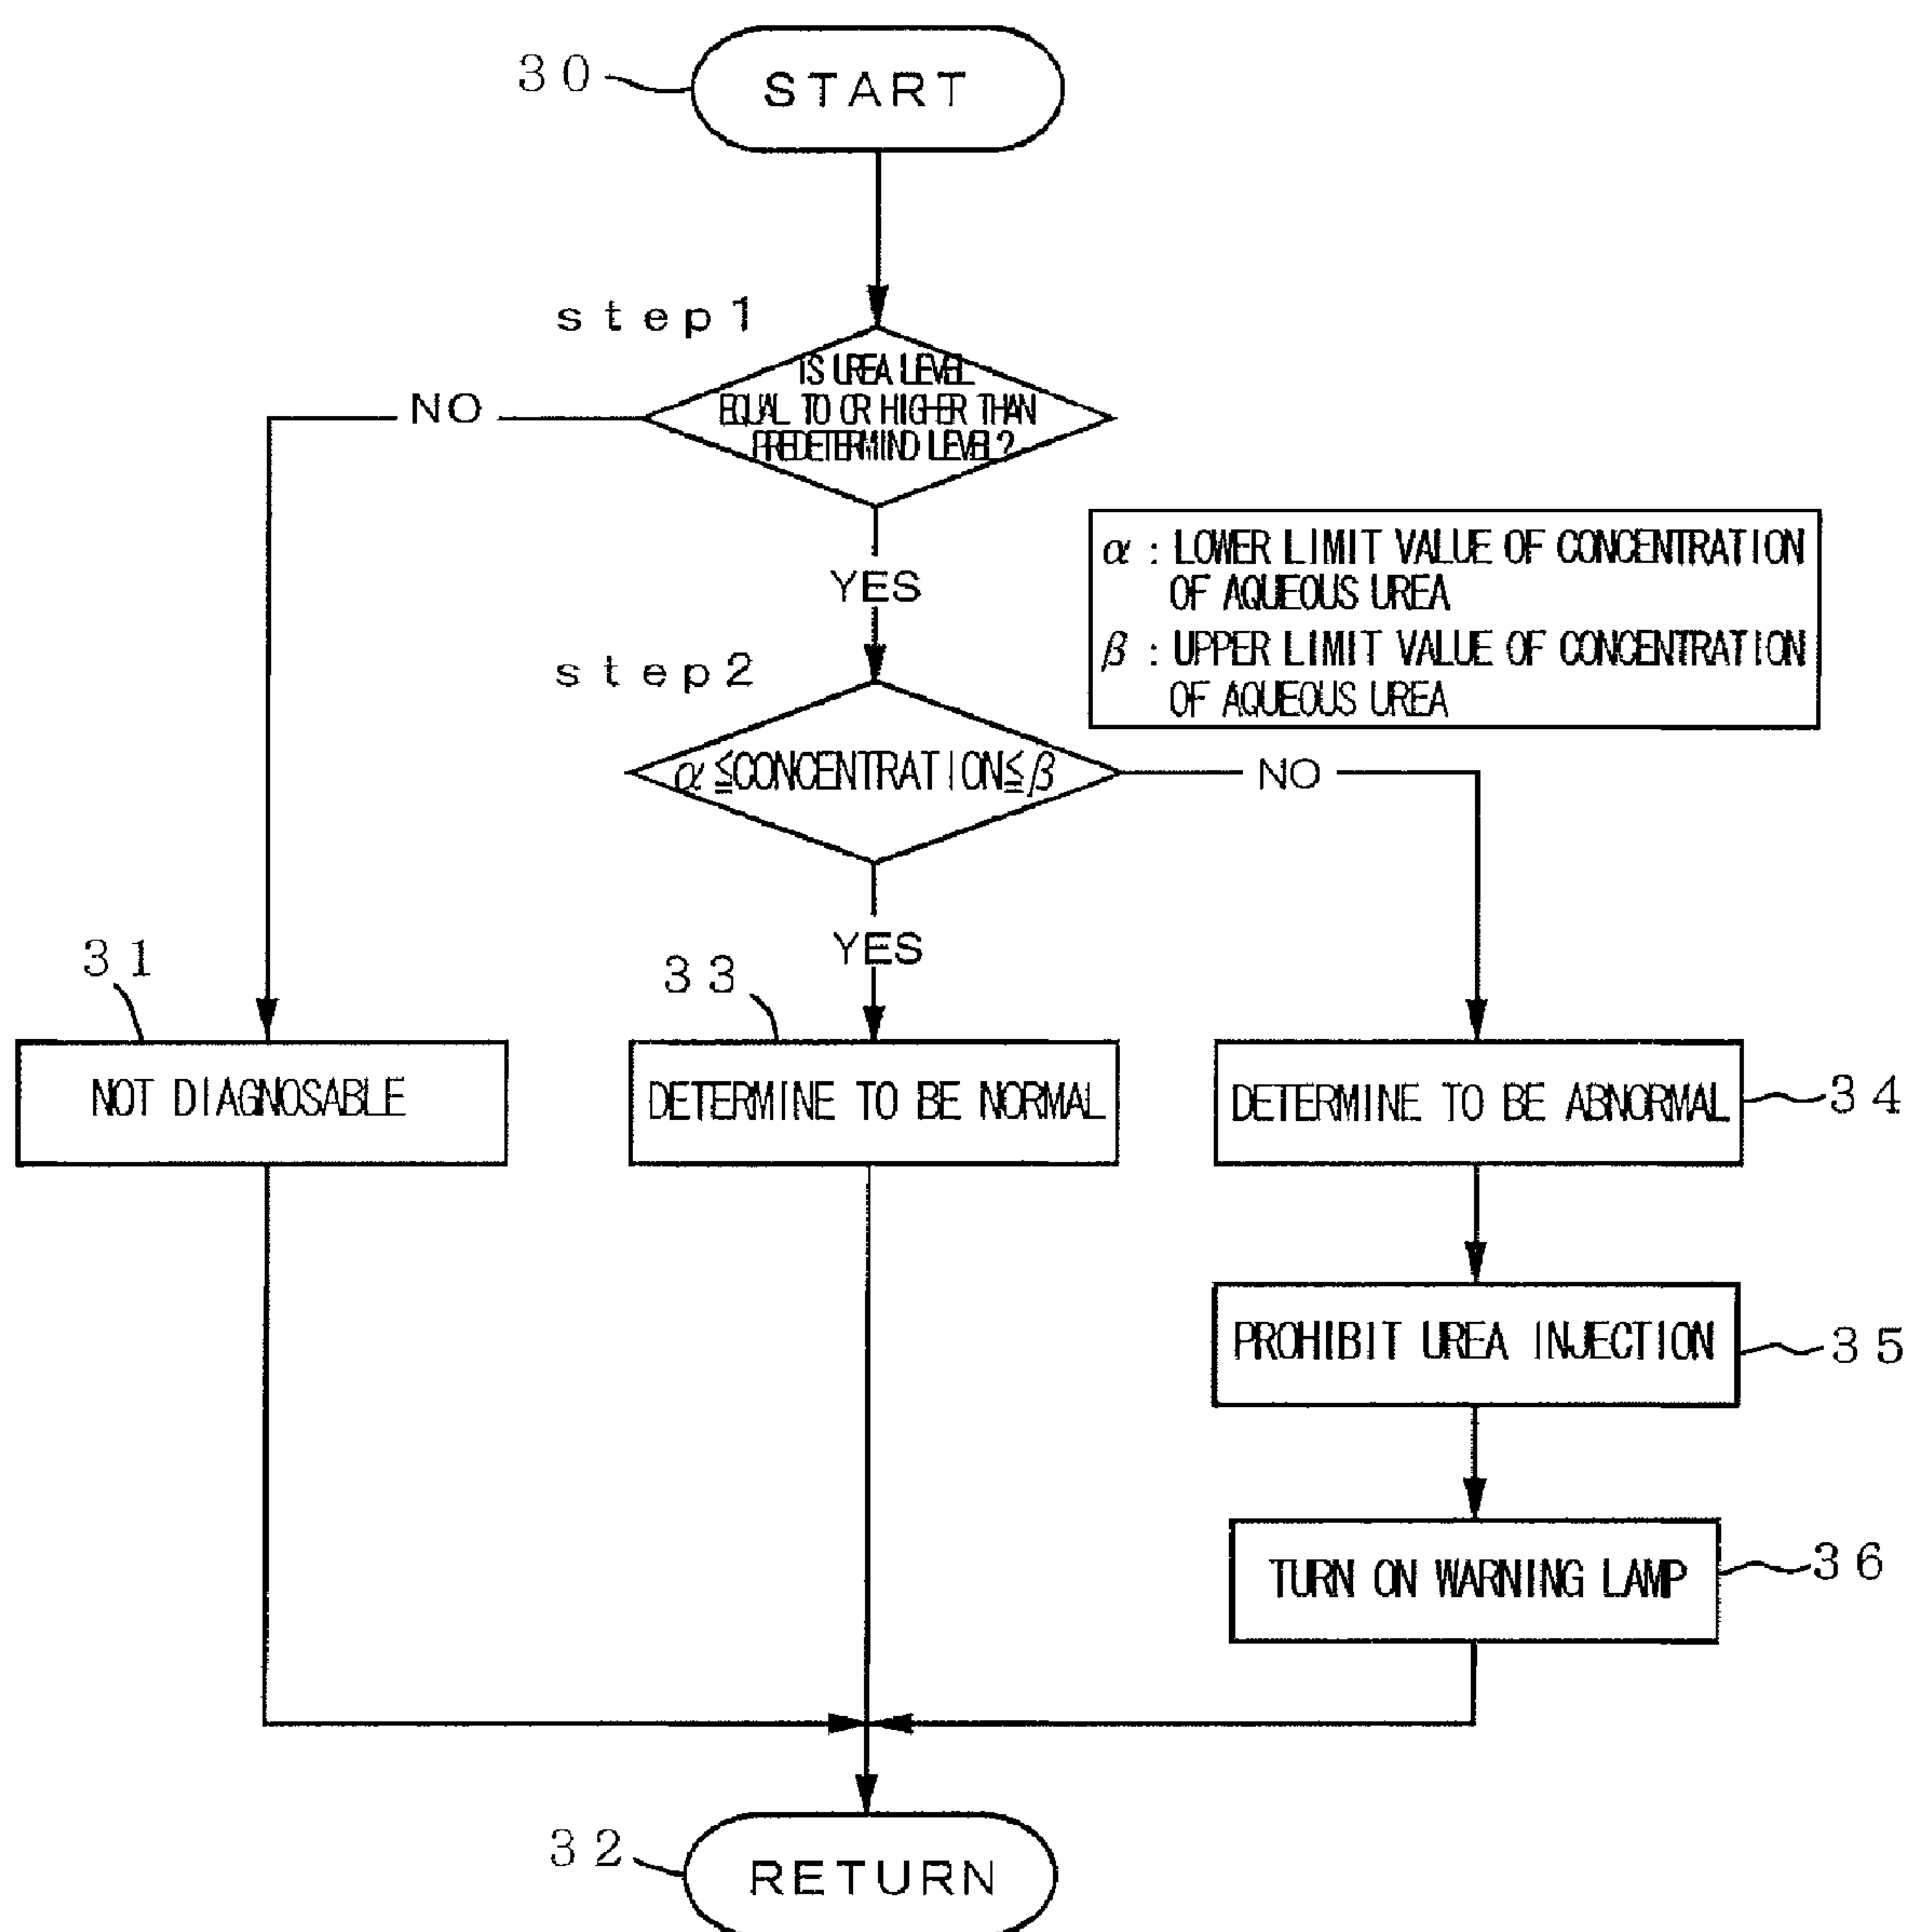 30
START
step1
IS UREA LEVEL
EQUAL TO OR HIGHER THAN
PREDETERMIND LEVEL?
NO
YES
α : LOWER LIMIT VALUE OF CONCENTRATION
OF AQUEOUS UREA
β : UPPER LIMIT VALUE OF CONCENTRATION
OF AQUEOUS UREA
step2
α ≦CONCENTRATION≦ β
NO
YES
31
NOT DIAGNOSABLE
33
DETERMINE TO BE NORMAL
DETERMINE TO BE ABNORMAL
34
PROHIBIT UREA INJECTION
35
TURN ON WARNING LAMP
36
32
RETURN